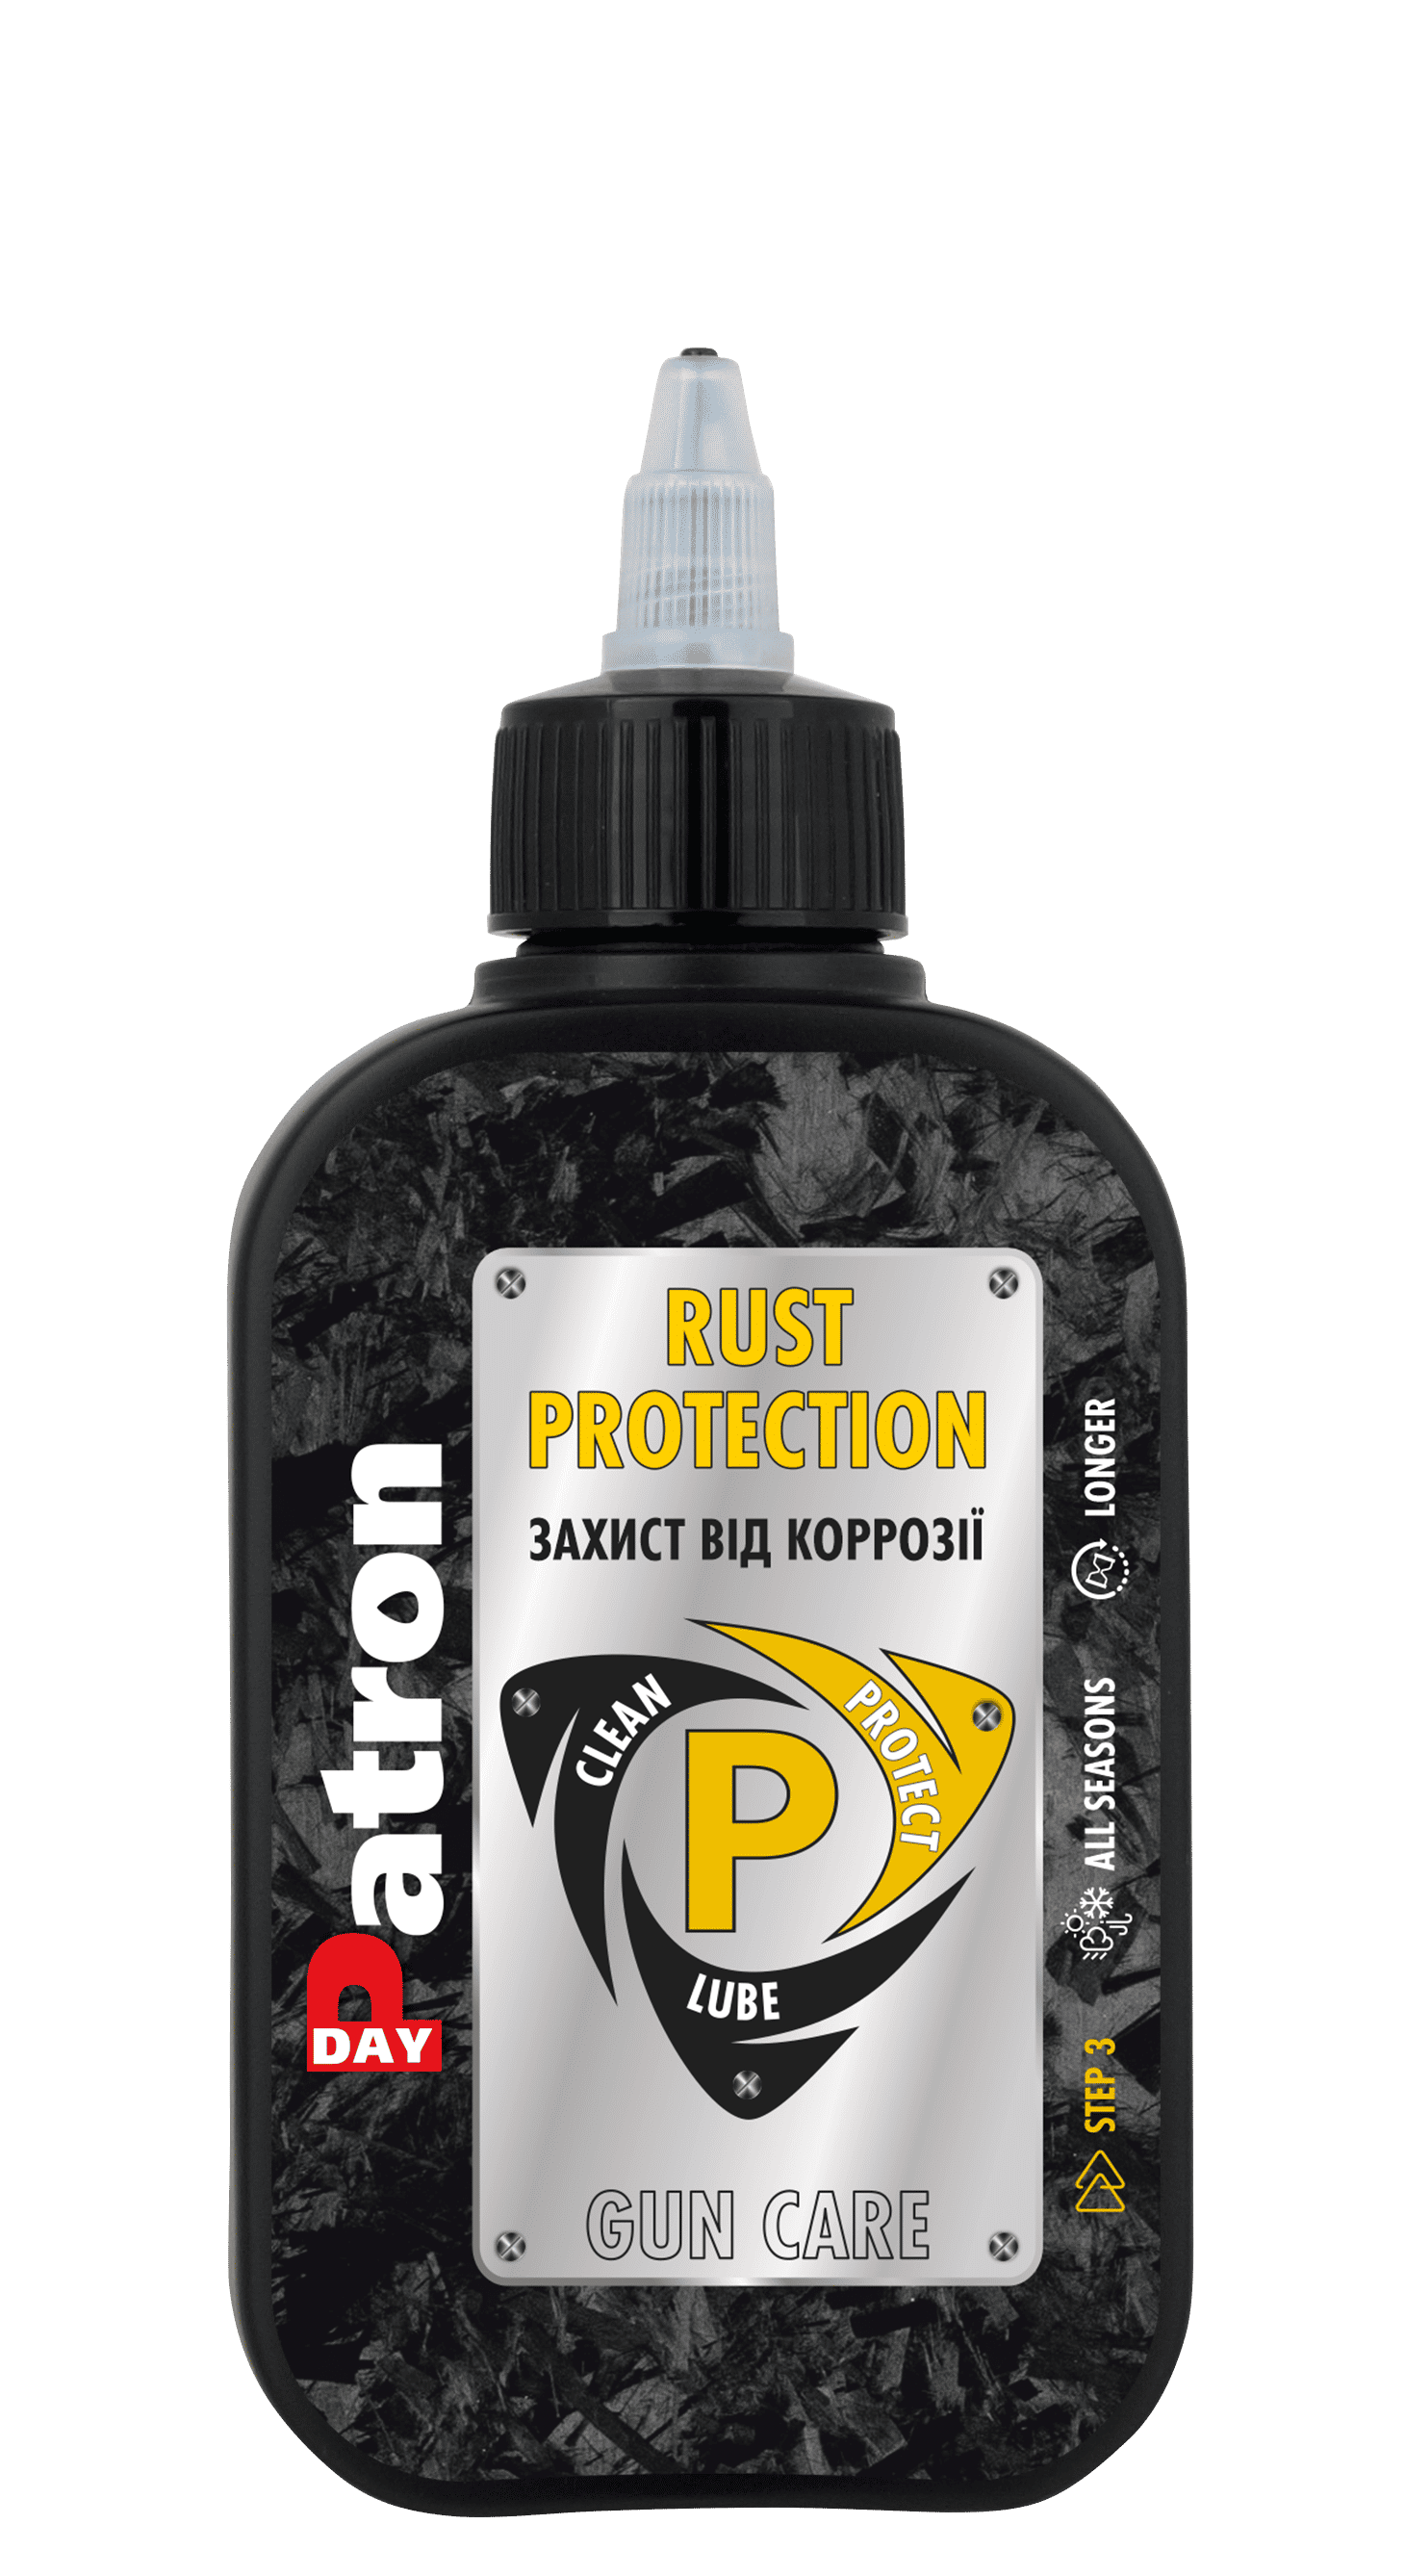 RUST
PROTECTION
ЗАХИСТ ВІД КОРРОЗІЇ
CLEAN
PROTECT
P
LUBE
GUN CARE
Patron
DAY
STEP 3
ALL SEASONS
LONGER